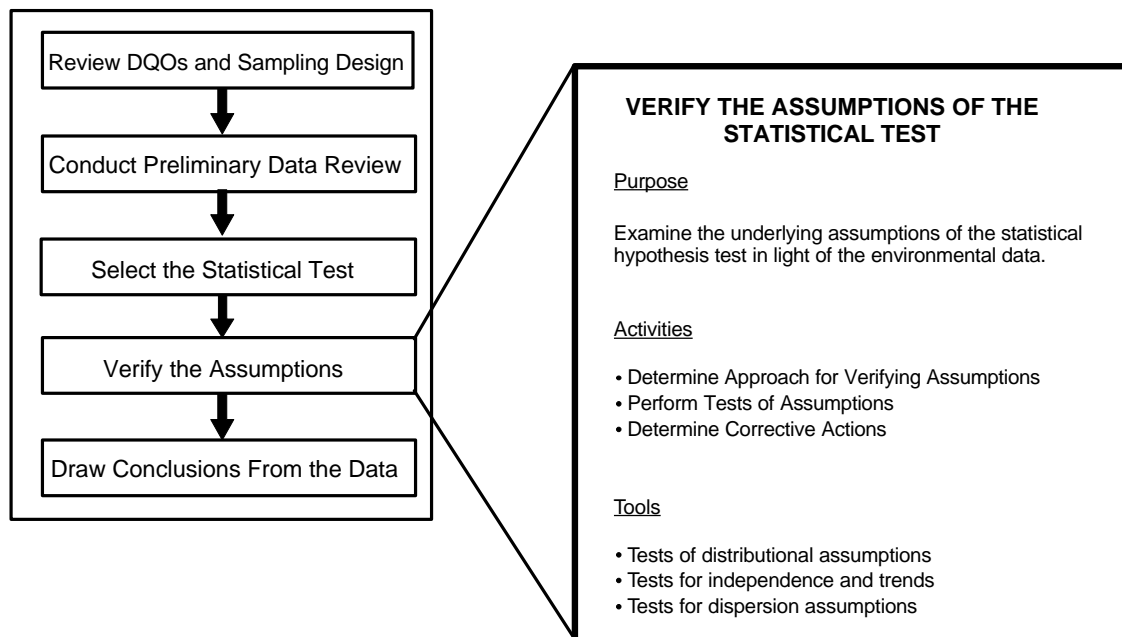 Review DQOs and Sampling Design
Conduct Preliminary Data Review
Select the Statistical Test
Verify the Assumptions
Draw Conclusions From the Data
VERIFY THE ASSUMPTIONS OF THE
STATISTICAL TEST
Purpose
Examine the underlying assumptions of the statistical
hypothesis test in light of the environmental data.
Activities
• Determine Approach for Verifying Assumptions
• Perform Tests of Assumptions
• Determine Corrective Actions
Tools
• Tests of distributional assumptions
• Tests for independence and trends
• Tests for dispersion assumptions